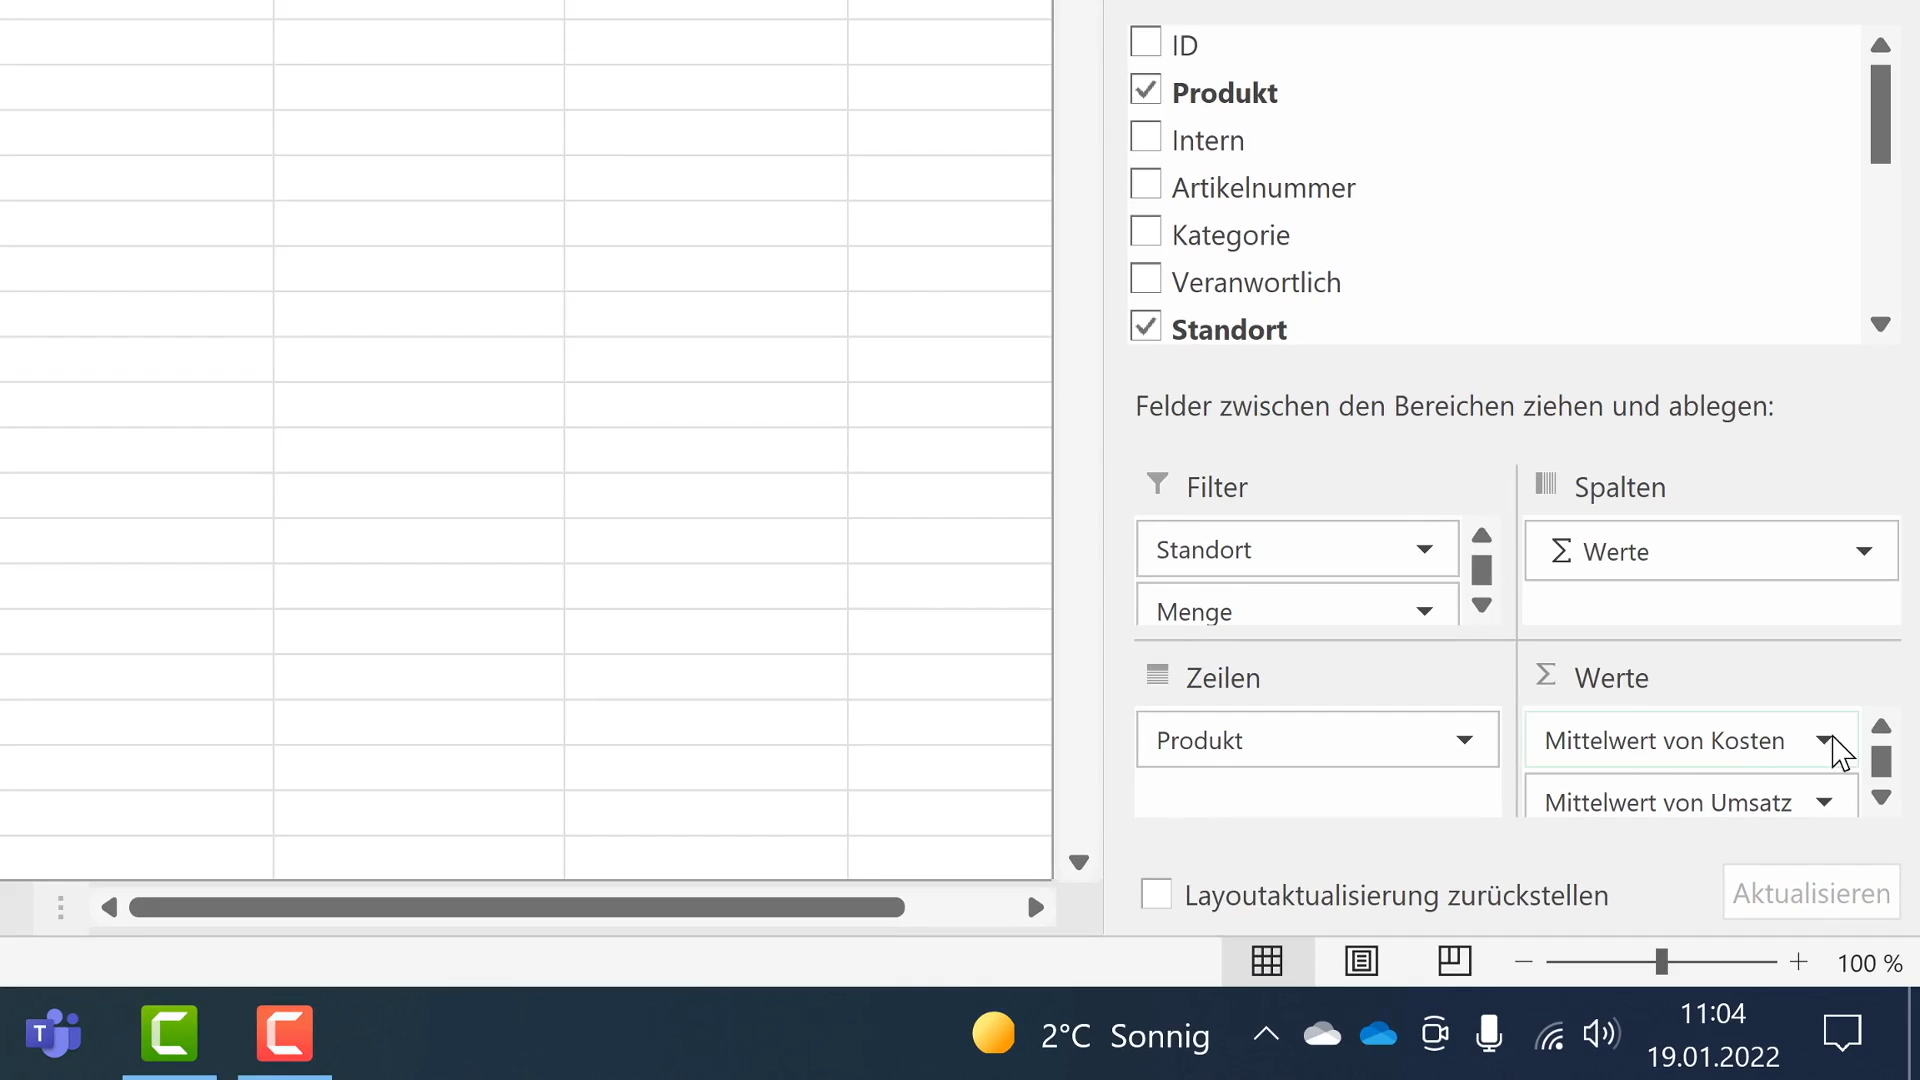 ID
Produkt
Intern
Artikelnummer
Kategorie
Veranwortlich
Standort
Felder zwischen den Bereichen ziehen und ablegen:
Filter
Spalten
Standort
Σ Werte
Menge
Zeilen
Σ Werte
Produkt
Mittelwert von Kosten
Mittelwert von Umsatz
Layoutaktualisierung zurückstellen
Aktualisieren
100 %
T
2°C Sonnig
11:04
19.01.2022